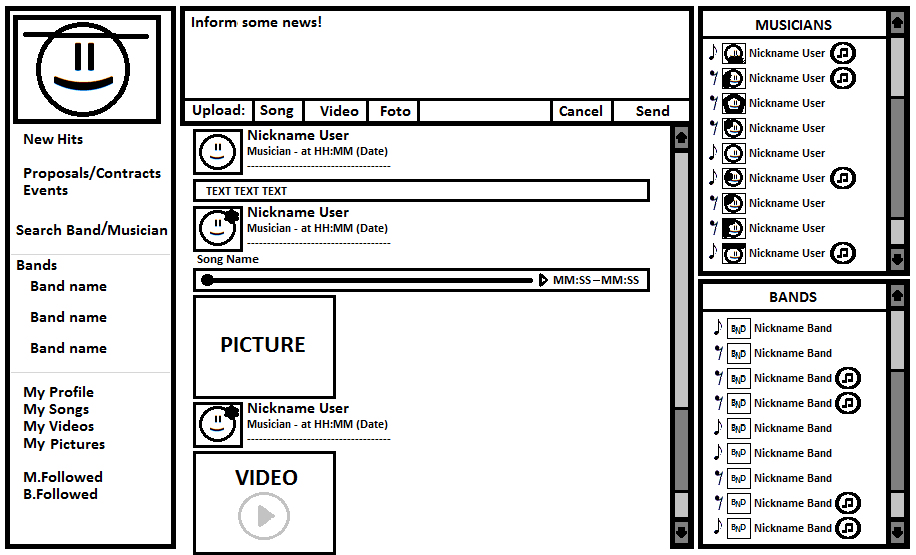 New Hits
Proposals/Contracts
Events
Search Band/Musician
Bands
Band name
Band name
Band name
My Profile
My Songs
My Videos
My Pictures
M.Followed
B.Followed
Inform some news!
Upload: Song Video Foto Cancel Send
Nickname User
Musician - at HH:MM (Date)
------------------------------------
TEXT TEXT TEXT
Nickname User
Musician - at HH:MM (Date)
------------------------------------
Song Name
MM:SS – MM:SS
PICTURE
Nickname User
Musician - at HH:MM (Date)
------------------------------------
VIDEO
MUSICIANS
Nickname User
Nickname User
Nickname User
Nickname User
Nickname User
Nickname User
Nickname User
Nickname User
Nickname User
BANDS
BND Nickname Band
BND Nickname Band
BND Nickname Band
BND Nickname Band
BND Nickname Band
BND Nickname Band
BND Nickname Band
BND Nickname Band
BND Nickname Band